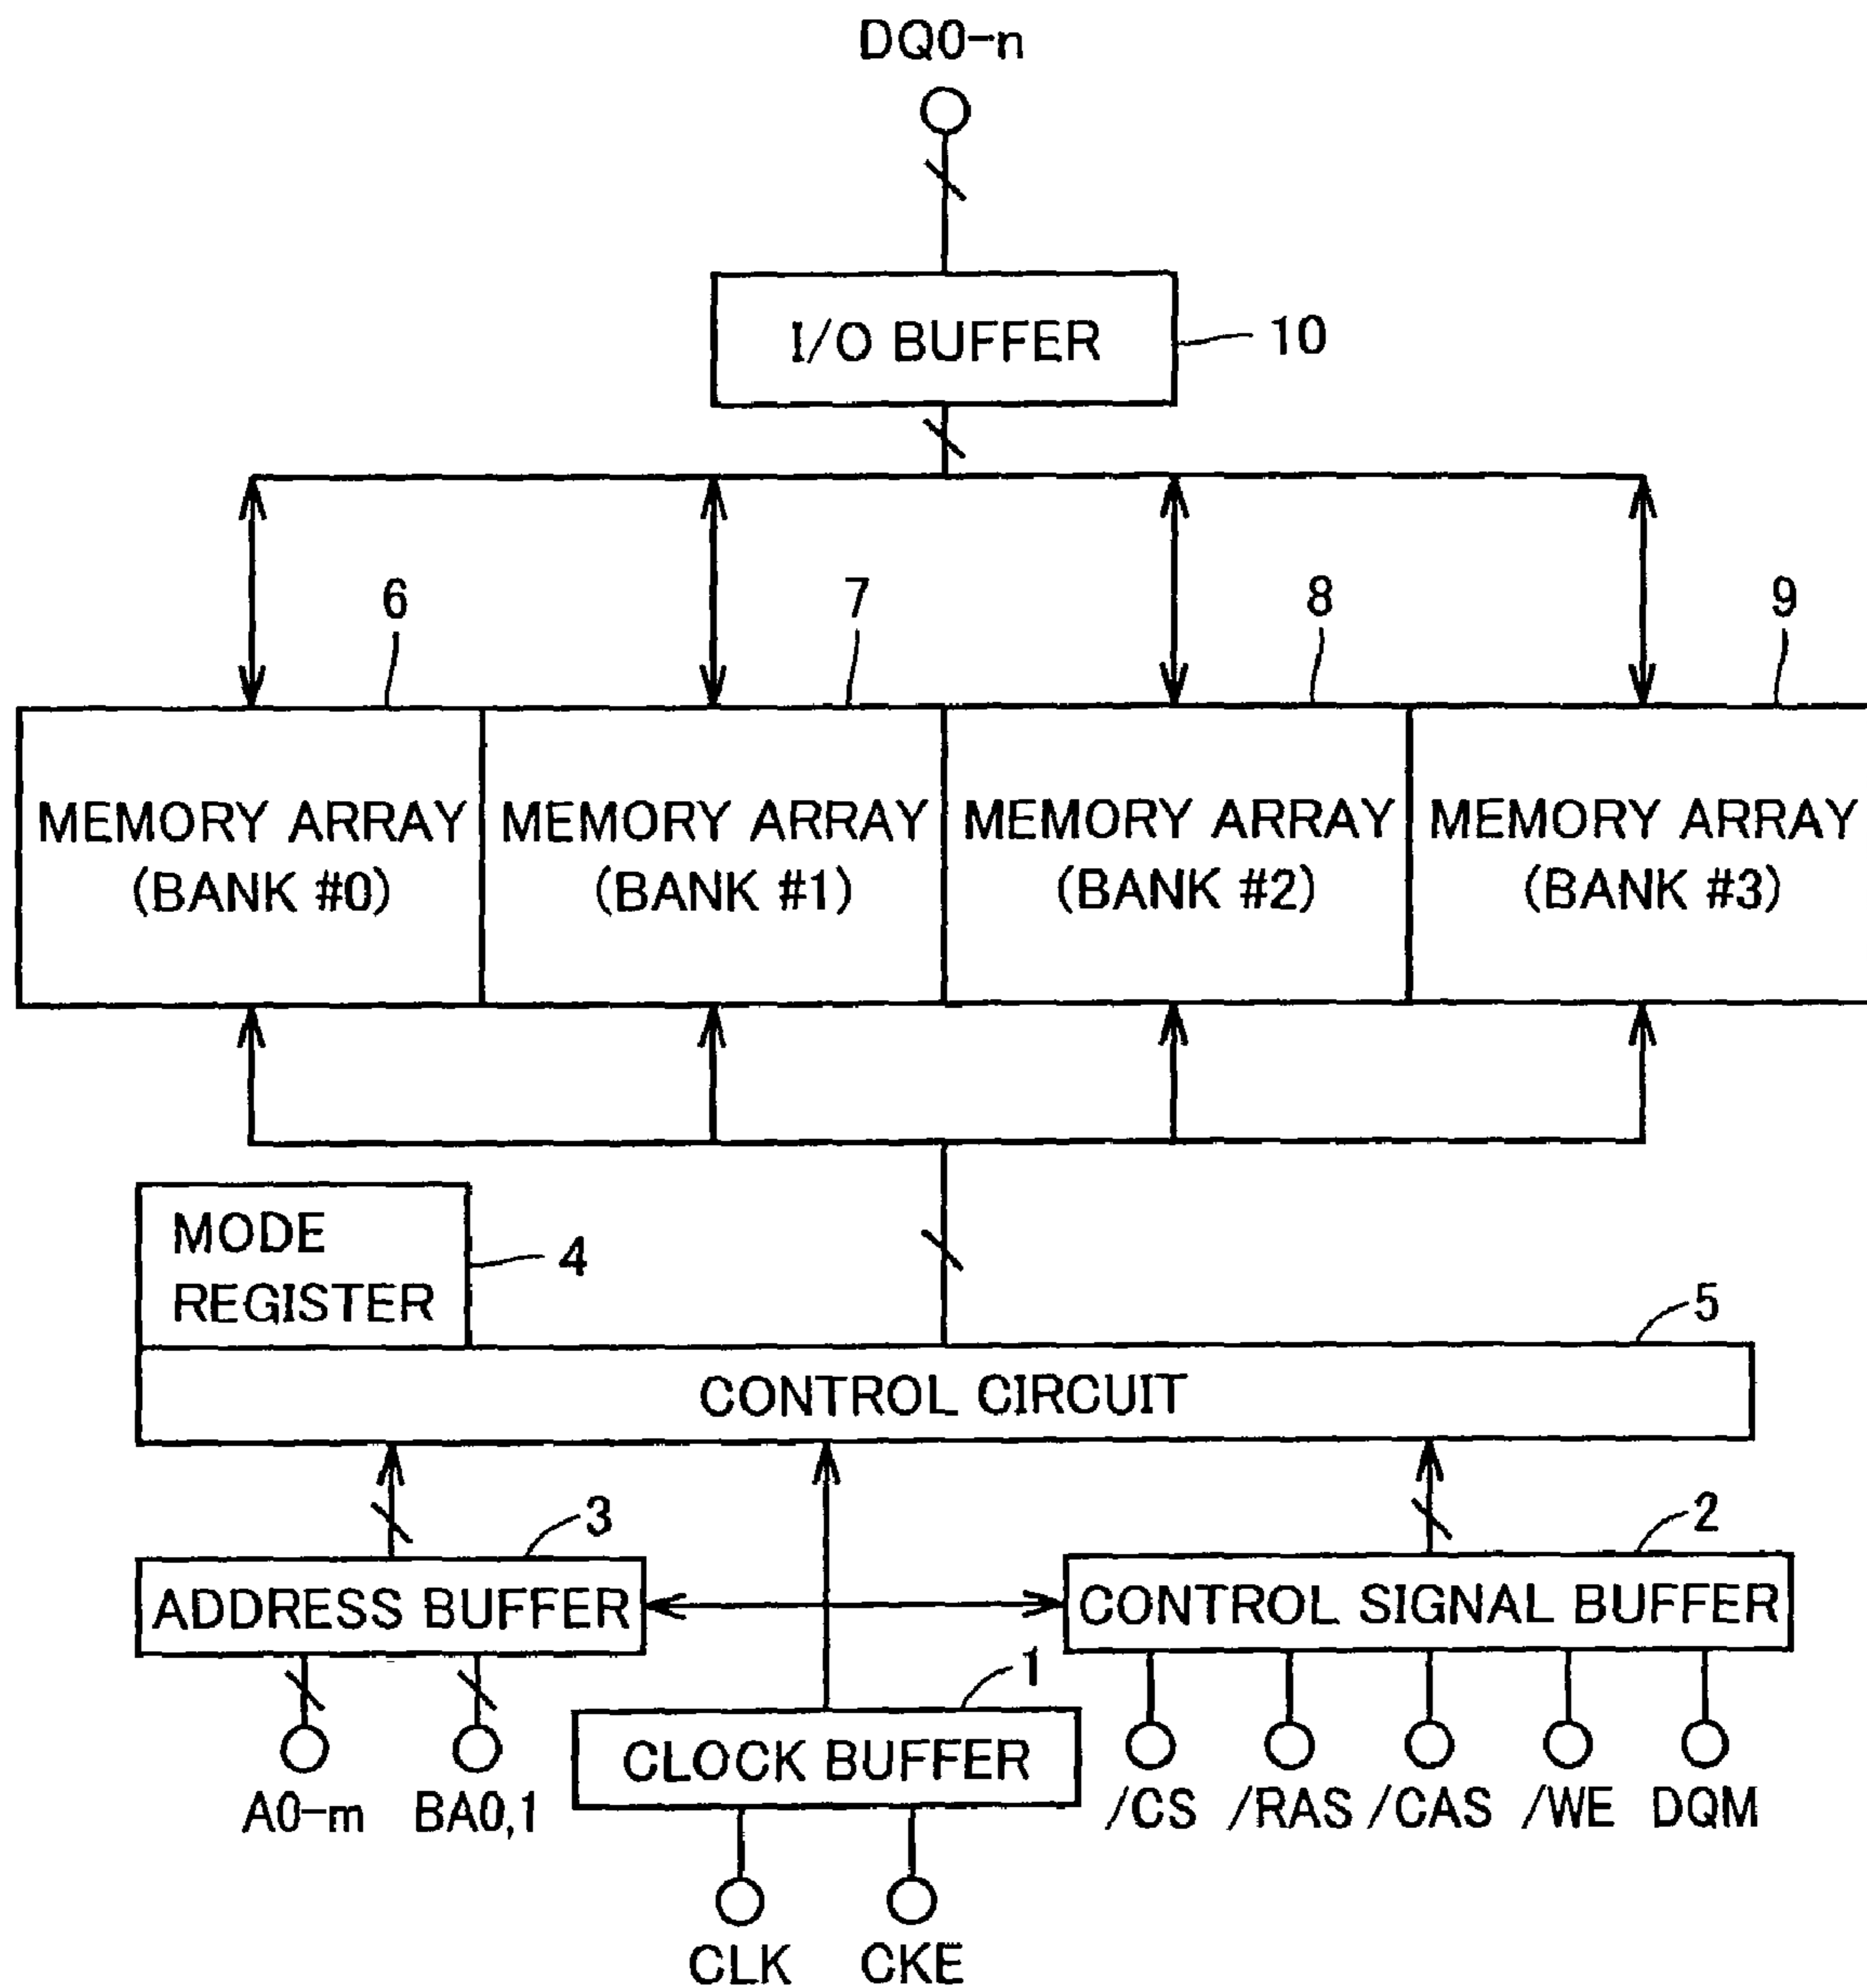 DQ0-n
I/O BUFFER
10
6
7
8
9
MEMORY ARRAY
(BANK #0)
MEMORY ARRAY
(BANK #1)
MEMORY ARRAY
(BANK #2)
MEMORY ARRAY
(BANK #3)
MODE
REGISTER
4
5
CONTROL CIRCUIT
3
2
ADDRESS BUFFER
CONTROL SIGNAL BUFFER
1
CLOCK BUFFER
A0-m
BA0,1
/CS
/RAS
/CAS
/WE
DQM
CLK
CKE